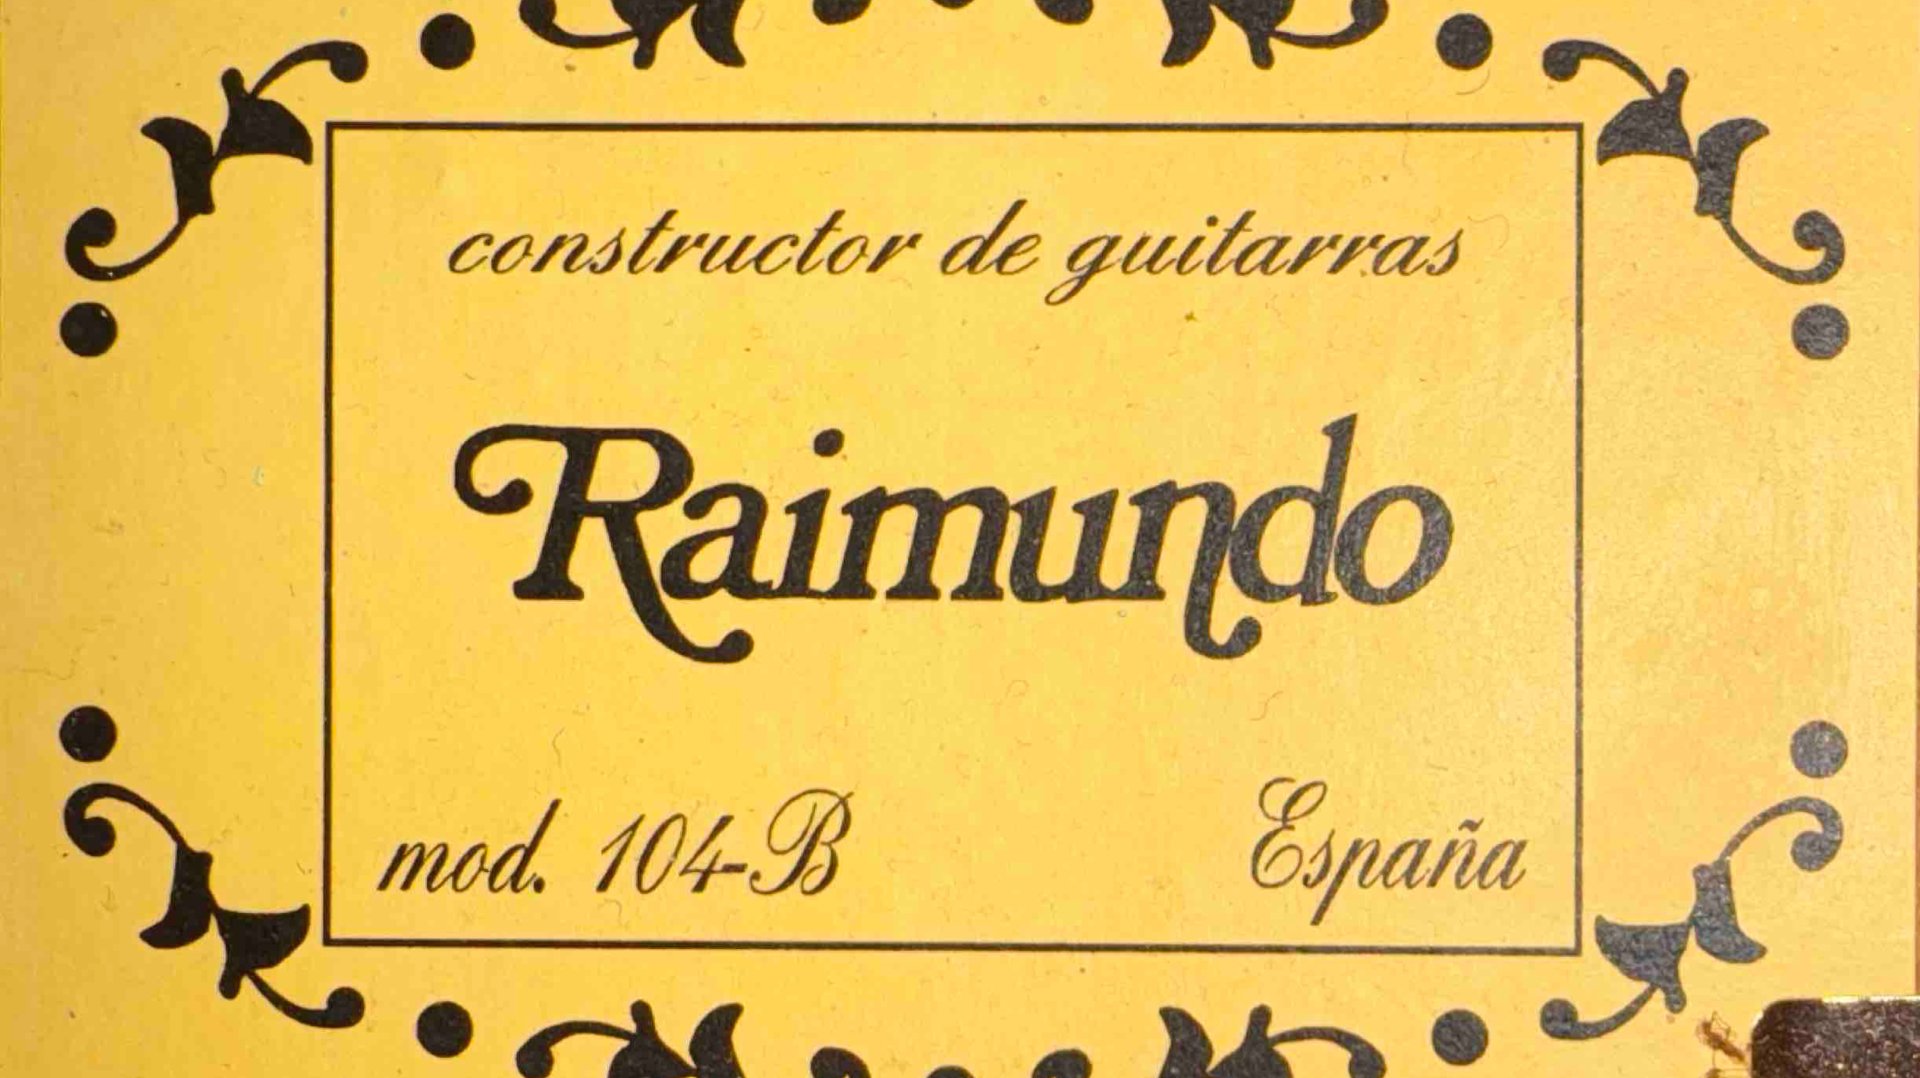 constructor de guitarras
Raimundo
mod. 104-B
España